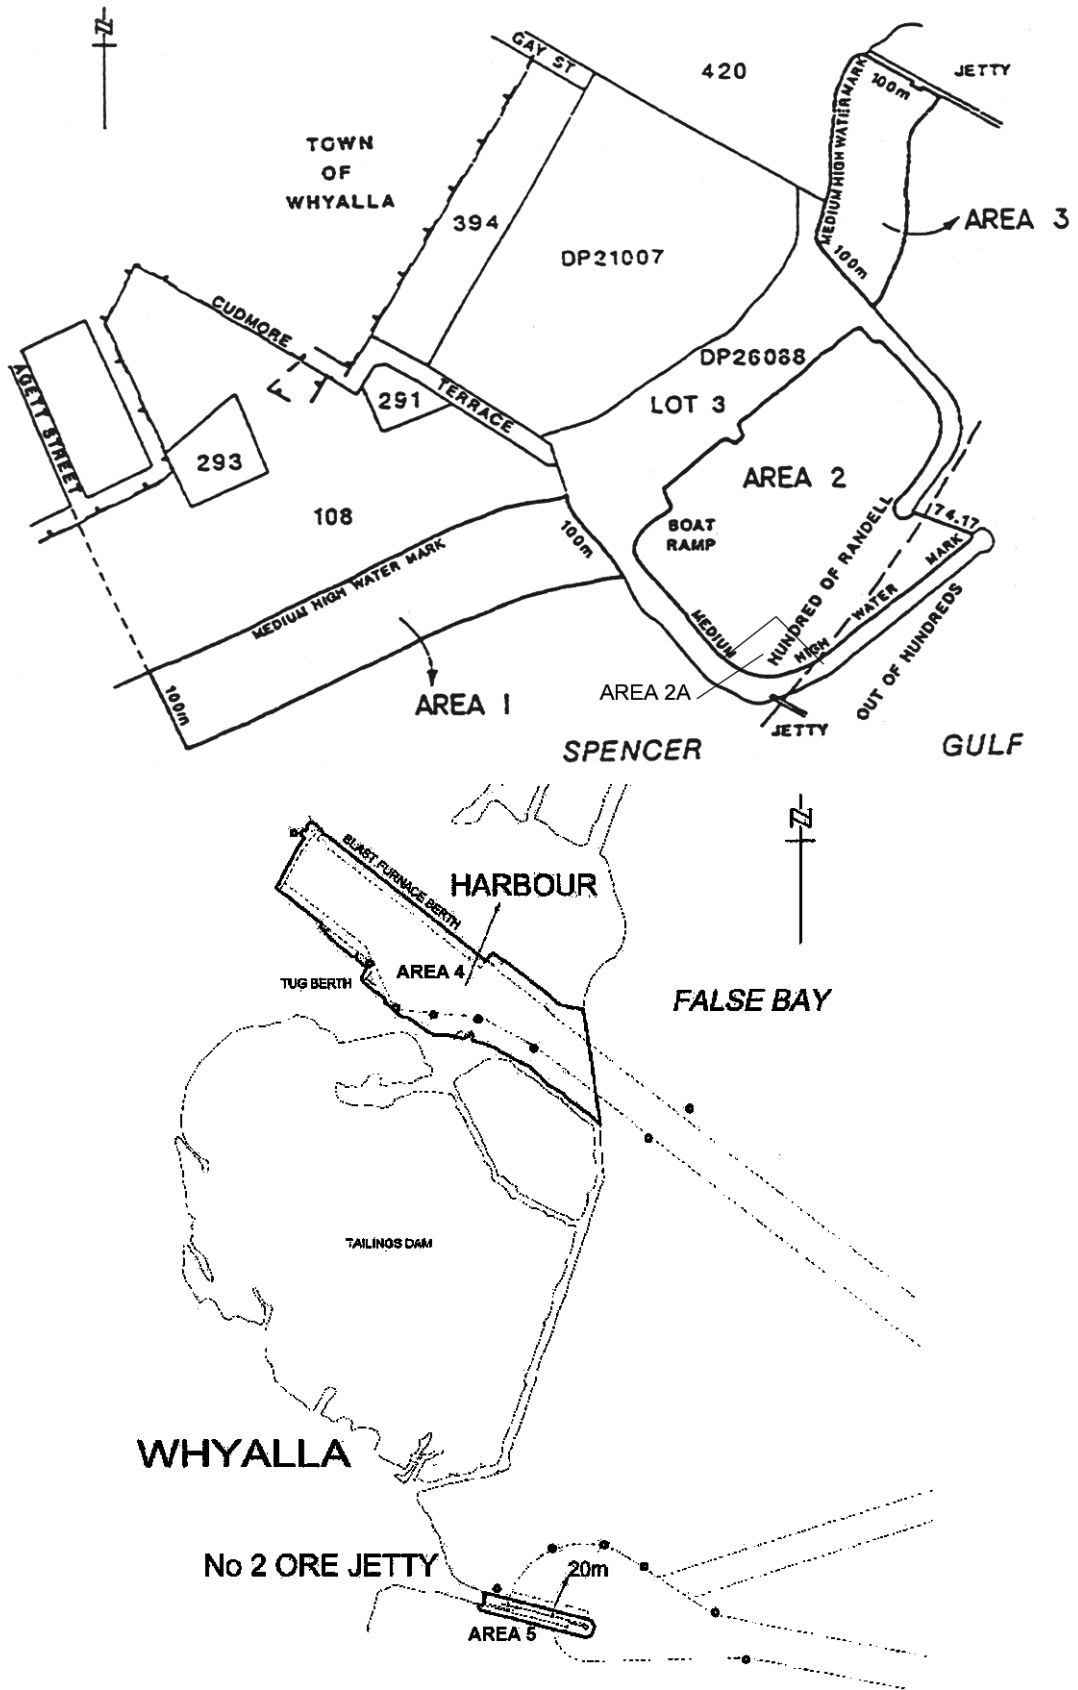 N
GAY ST
420
JETTY
100m
MEDIUM HIGH WATER MARK
TOWN
OF
WHYALLA
394
AREA 3
DP21007
100m
CUDMORE
DP26088
TERRACE
291
LOT 3
AGETT STREET
293
AREA 2
108
100m
BOAT
RAMP
174.17
MEDIUM HIGH WATER MARK
HUNDRED OF RANDELL
MEDIUM HIGH WATER MARK
OUT OF HUNDREDS
100m
AREA 1
AREA 2A
JETTY
SPENCER GULF
N
BLAST FURNACE BERTH
HARBOUR
AREA 4
TUG BERTH
FALSE BAY
TAILINGS DAM
WHYALLA
No 2 ORE JETTY
20m
AREA 5